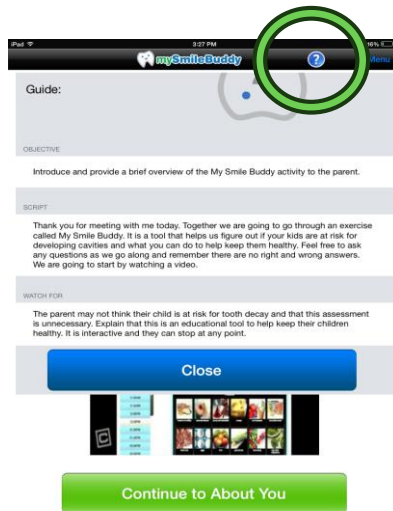 iPad 3:27 PM 16%
mySmileBuddy ? Menu
Guide:
OBJECTIVE
Introduce and provide a brief overview of the My Smile Buddy activity to the parent.
SCRIPT
Thank you for meeting with me today. Together we are going to go through an exercise
called My Smile Buddy. It is a tool that helps us figure out if your kids are at risk for
developing cavities and what you can do to help keep them healthy. Feel free to ask
any questions as we go along and remember there are no right and wrong answers.
We are going to start by watching a video.
WATCH FOR
The parent may not think their child is at risk for tooth decay and that this assessment
is unnecessary. Explain that this is an educational tool to help keep their children
healthy. It is interactive and they can stop at any point.
Close
Continue to About You